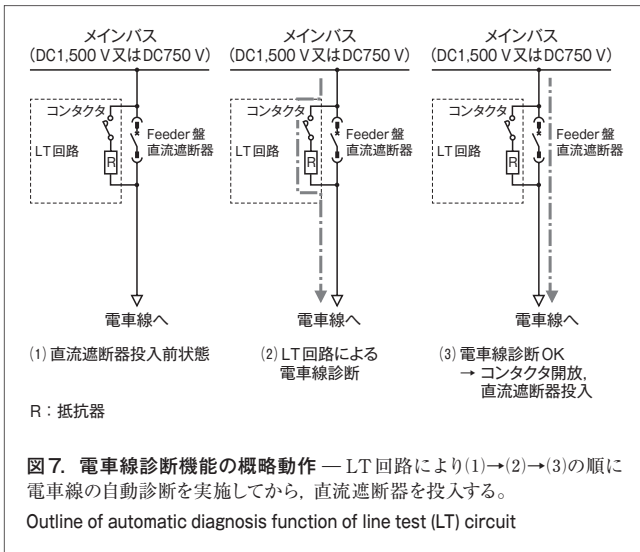 メインバス
(DC1,500 V又はDC750 V)
コンタクタ
LT回路
R
Feeder盤
直流遮断器
電車線へ
(1) 直流遮断器投入前状態
メインバス
(DC1,500 V又はDC750 V)
コンタクタ
LT回路
R
Feeder盤
直流遮断器
電車線へ
(2) LT回路による
電車線診断
メインバス
(DC1,500 V又はDC750 V)
コンタクタ
LT回路
R
Feeder盤
直流遮断器
電車線へ
(3) 電車線診断OK
→ コンタクタ開放,
直流遮断器投入
R：抵抗器
図7. 電車線診断機能の概略動作 — LT回路により(1)→(2)→(3)の順に
電車線の自動診断を実施してから, 直流遮断器を投入する。
Outline of automatic diagnosis function of line test (LT) circuit